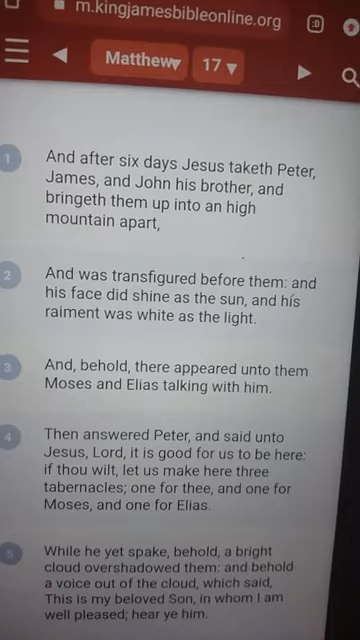 m.kingjamesbibleonline.org
:D
Matthew 17
1 And after six days Jesus taketh Peter,
James, and John his brother, and
bringeth them up into an high
mountain apart,
2 And was transfigured before them: and
his face did shine as the sun, and his
raiment was white as the light.
3 And, behold, there appeared unto them
Moses and Elias talking with him.
4 Then answered Peter, and said unto
Jesus, Lord, it is good for us to be here:
if thou wilt, let us make here three
tabernacles; one for thee, and one for
Moses, and one for Elias.
5 While he yet spake, behold, a bright
cloud overshadowed them: and behold
a voice out of the cloud, which said,
This is my beloved Son, in whom I am
well pleased; hear ye him.